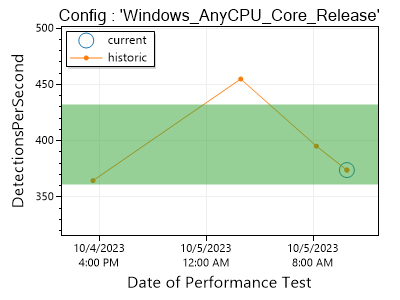 Config : 'Windows_AnyCPU_Core_Release'
500
current
historic
450
400
350
DetectionsPerSecond
10/4/2023 10/5/2023 10/5/2023
4:00 PM 12:00 AM 8:00 AM
Date of Performance Test